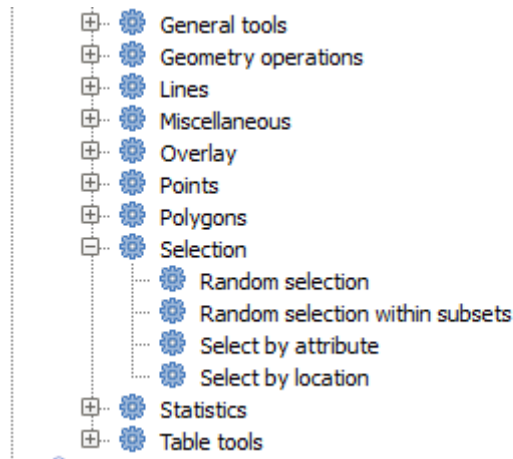 General tools
Geometry operations
Lines
Miscellaneous
Overlay
Points
Polygons
Selection
Random selection
Random selection within subsets
Select by attribute
Select by location
Statistics
Table tools